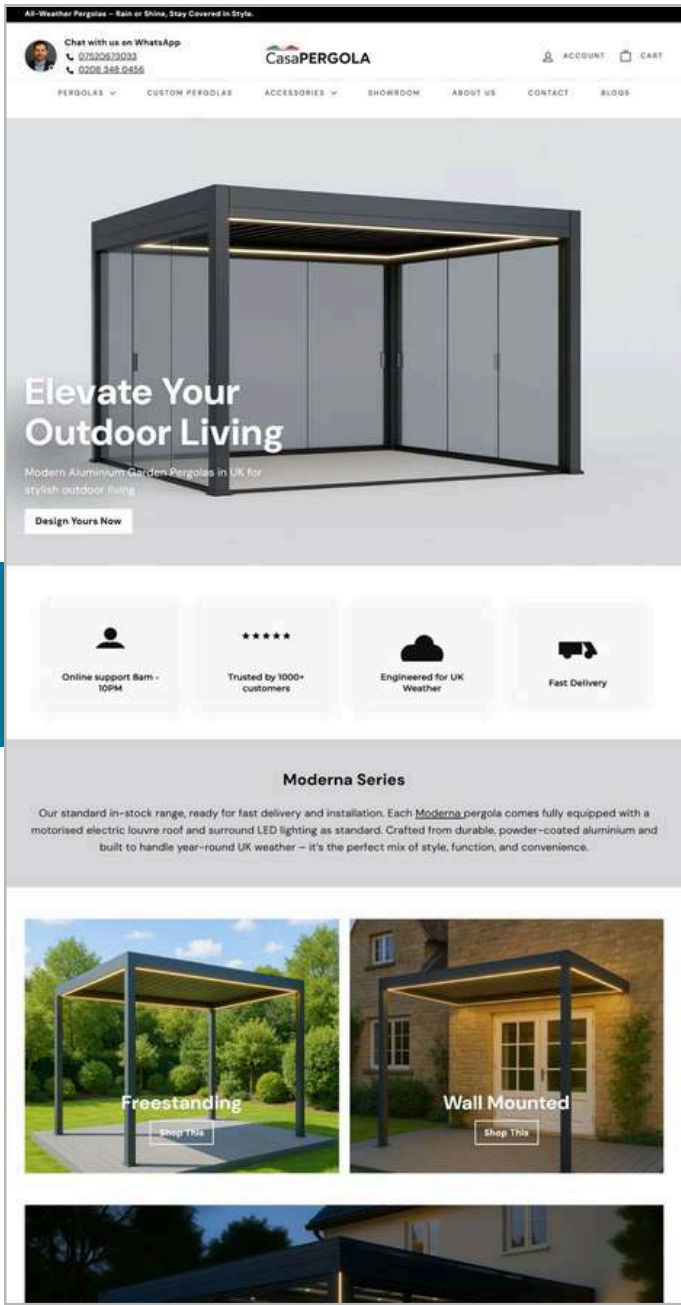 All-Weather Pergolas – Rain or Shine, Stay Covered in Style.
Chat with us on WhatsApp
07520673033
0208 348 0456
CasaPERGOLA
ACCOUNT
CART
PERGOLAS
CUSTOM PERGOLAS
ACCESSORIES
SHOWROOM
ABOUT US
CONTACT
BLOGS
Elevate Your
Outdoor Living
Modern Aluminium Garden Pergolas in UK for
stylish outdoor living
Design Yours Now
Online support 8am -
10PM
Trusted by 1000+
customers
Engineered for UK
Weather
Fast Delivery
Moderna Series
Our standard in-stock range, ready for fast delivery and installation. Each Moderna pergola comes fully equipped with a
motorised electric louvre roof and surround LED lighting as standard. Crafted from durable, powder-coated aluminium and
built to handle year-round UK weather – it's the perfect mix of style, function, and convenience.
Freestanding
Shop This
Wall Mounted
Shop This